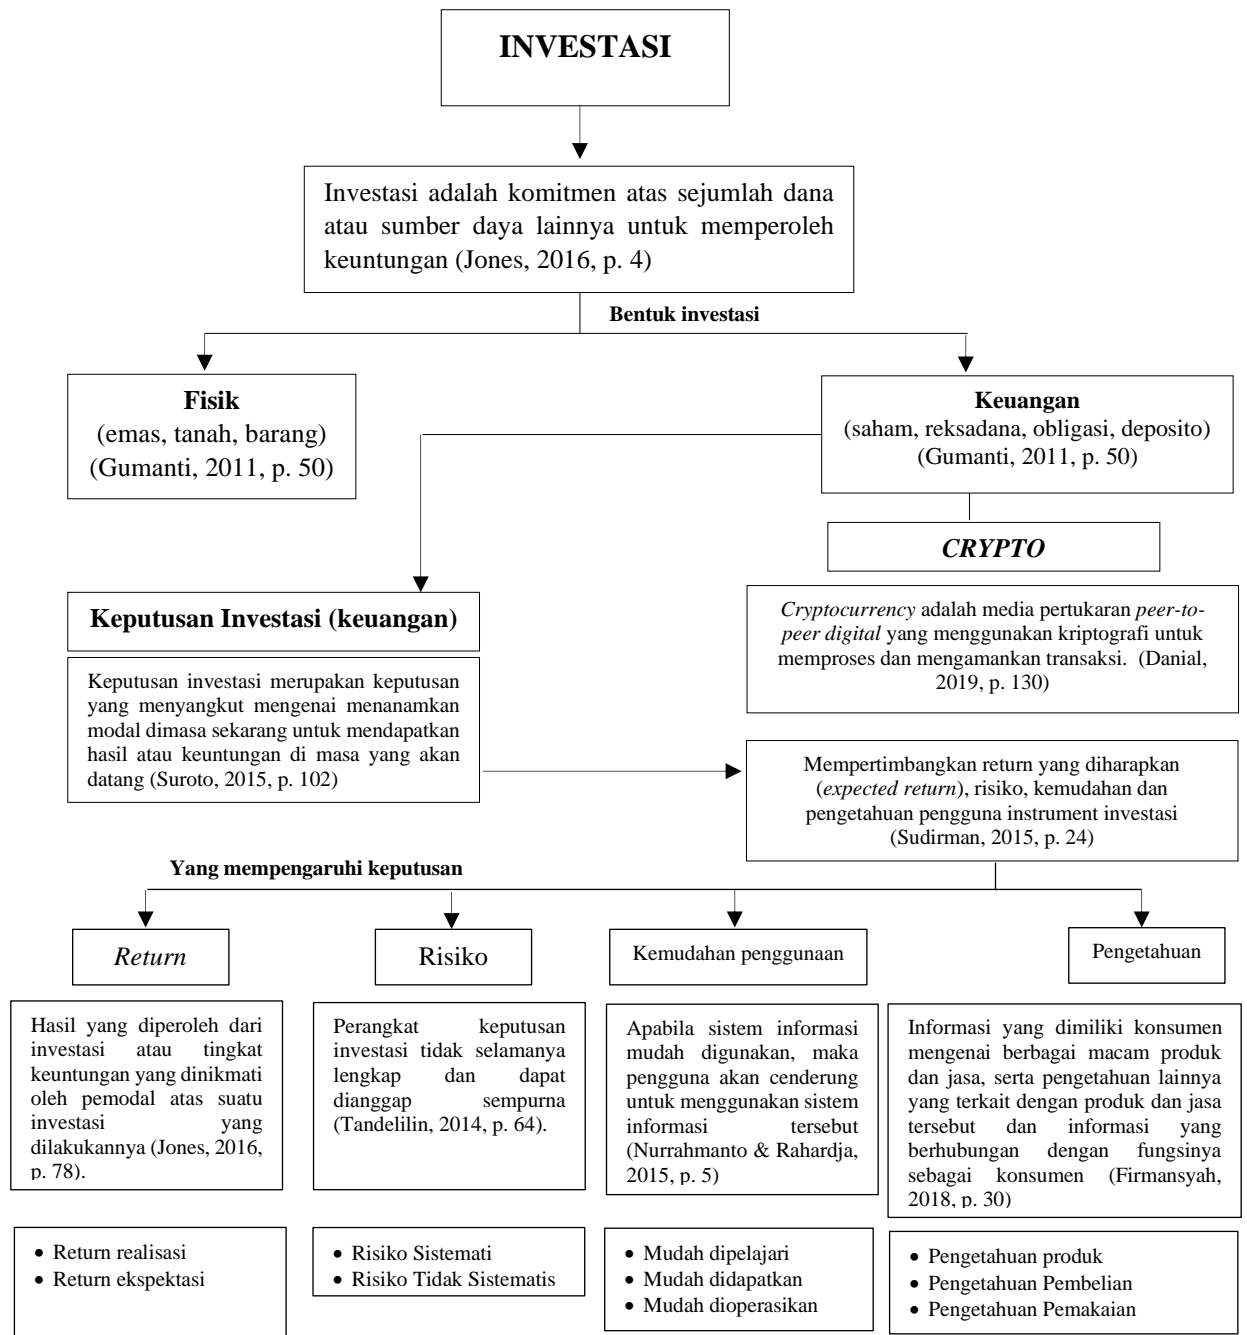 INVESTASI
Investasi adalah komitmen atas sejumlah dana
atau sumber daya lainnya untuk memperoleh
keuntungan (Jones, 2016, p. 4)
Bentuk investasi
Fisik
(emas, tanah, barang)
(Gumanti, 2011, p. 50)
Keuangan
(saham, reksadana, obligasi, deposito)
(Gumanti, 2011, p. 50)
CRYPTO
Keputusan Investasi (keuangan)
Cryptocurrency adalah media pertukaran peer-to-
peer digital yang menggunakan kriptografi untuk
memproses dan mengamankan transaksi. (Danial,
2019, p. 130)
Keputusan investasi merupakan keputusan
yang menyangkut mengenai menanamkan
modal dimasa sekarang untuk mendapatkan
hasil atau keuntungan di masa yang akan
datang (Suroto, 2015, p. 102)
Mempertimbangkan return yang diharapkan
(expected return), risiko, kemudahan dan
pengetahuan pengguna instrument investasi
(Sudirman, 2015, p. 24)
Yang mempengaruhi keputusan
Return
Risiko
Kemudahan penggunaan
Pengetahuan
Hasil yang diperoleh dari
investasi atau tingkat
keuntungan yang dinikmati
oleh pemodal atas suatu
investasi yang
dilakukannya (Jones, 2016,
p. 78).
Perangkat keputusan
investasi tidak selamanya
lengkap dan dapat
dianggap sempurna
(Tandelilin, 2014, p. 64).
Apabila sistem informasi
mudah digunakan, maka
pengguna akan cenderung
untuk menggunakan sistem
informasi tersebut
(Nurrahmanto & Rahardja,
2015, p. 5)
Informasi yang dimiliki konsumen
mengenai berbagai macam produk
dan jasa, serta pengetahuan lainnya
yang terkait dengan produk dan jasa
tersebut dan informasi yang
berhubungan dengan fungsinya
sebagai konsumen (Firmansyah,
2018, p. 30)
• Return realisasi
• Return ekspektasi
• Risiko Sistemati
• Risiko Tidak Sistematis
• Mudah dipelajari
• Mudah didapatkan
• Mudah dioperasikan
• Pengetahuan produk
• Pengetahuan Pembelian
• Pengetahuan Pemakaian